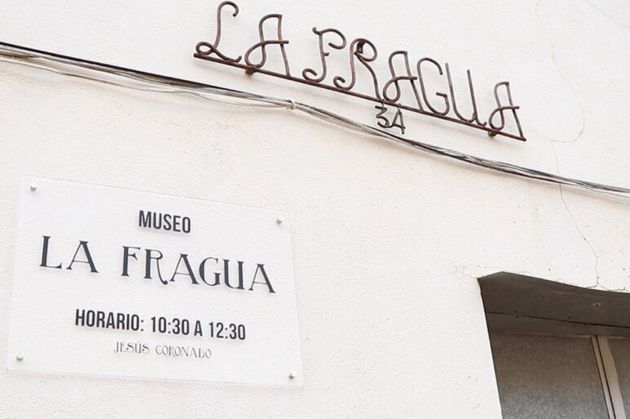 LA FRAGUA
34
MUSEO
LA FRAGUA
HORARIO: 10:30 A 12:30
JESÚS CORONADO